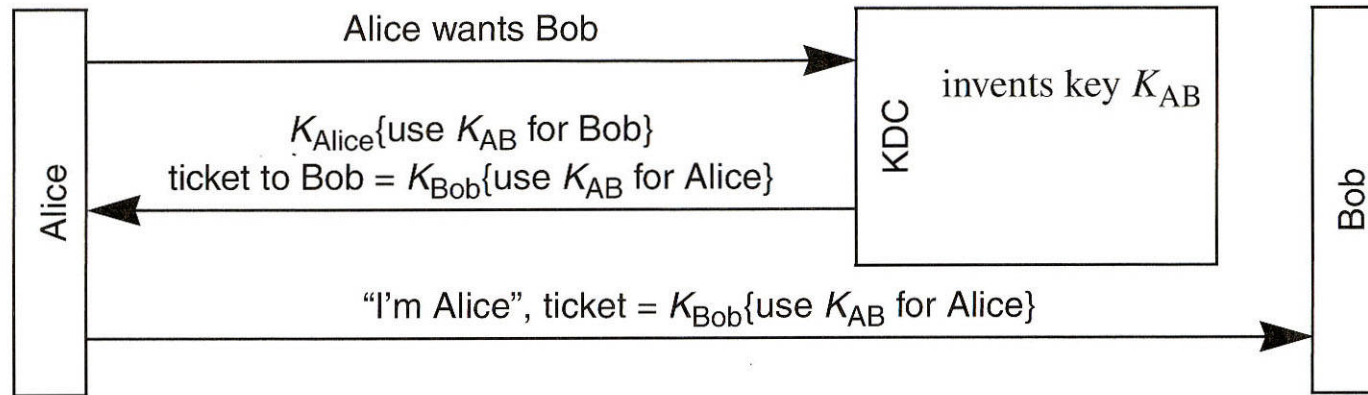 Alice wants Bob
invents key K_AB
K_Alice{use K_AB for Bob}
ticket to Bob = K_Bob{use K_AB for Alice}
KDC
Alice
Bob
“I'm Alice”, ticket = K_Bob{use K_AB for Alice}